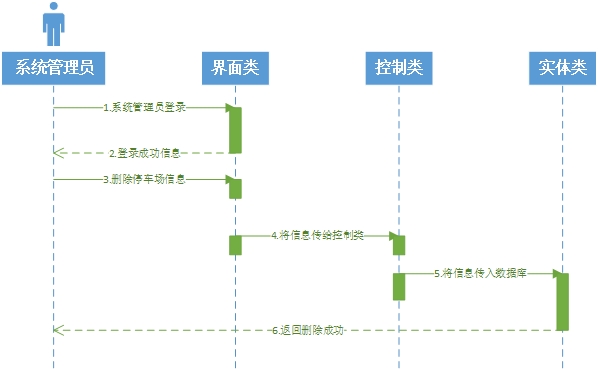 系统管理员
界面类
控制类
实体类
1.系统管理员登录
2.登录成功信息
3.删除停车场信息
4.将信息传给控制类
5.将信息传入数据库
6.返回删除成功